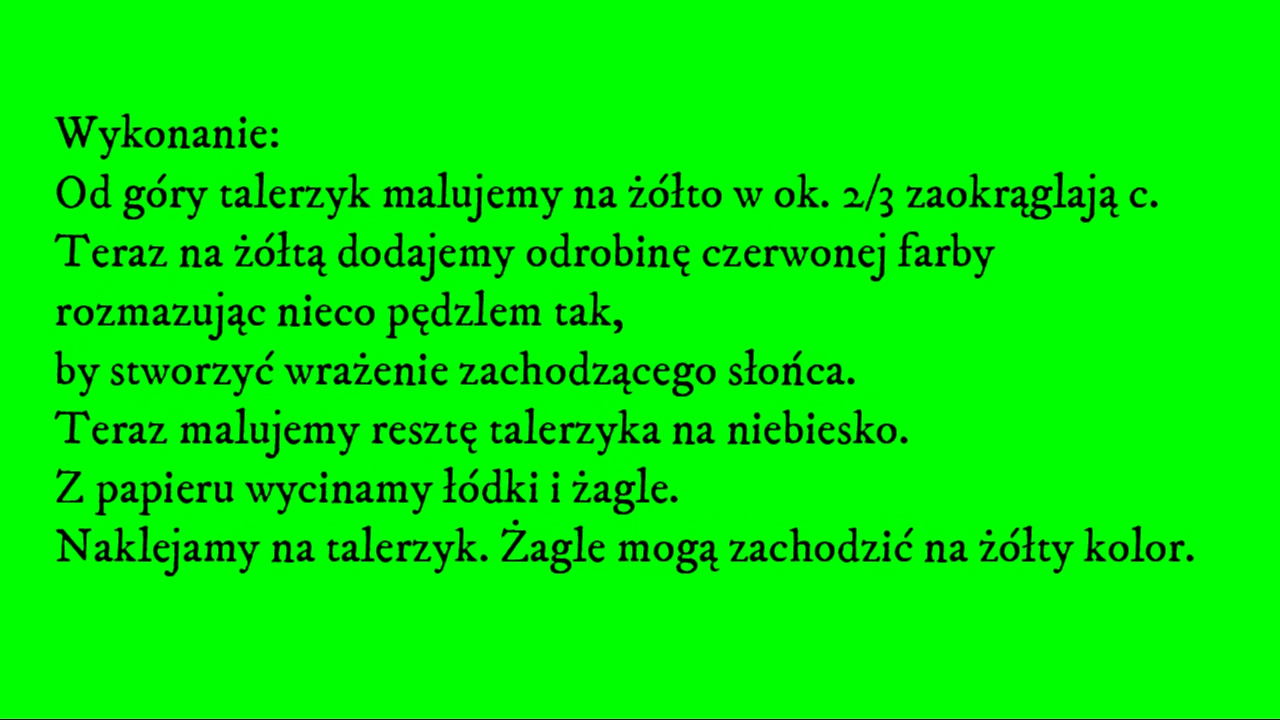 Wykonanie:
Od góry talerzyk malujemy na żółto w ok. 2/3 zaokrąglają c.
Teraz na żółtą dodajemy odrobinę czerwonej farby
rozmazując nieco pędzlem tak,
by stworzyć wrażenie zachodzącego słońca.
Teraz malujemy resztę talerzyka na niebiesko.
Z papieru wycinamy łódki i żagle.
Naklejamy na talerzyk. Żagle mogą zachodzić na żółty kolor.